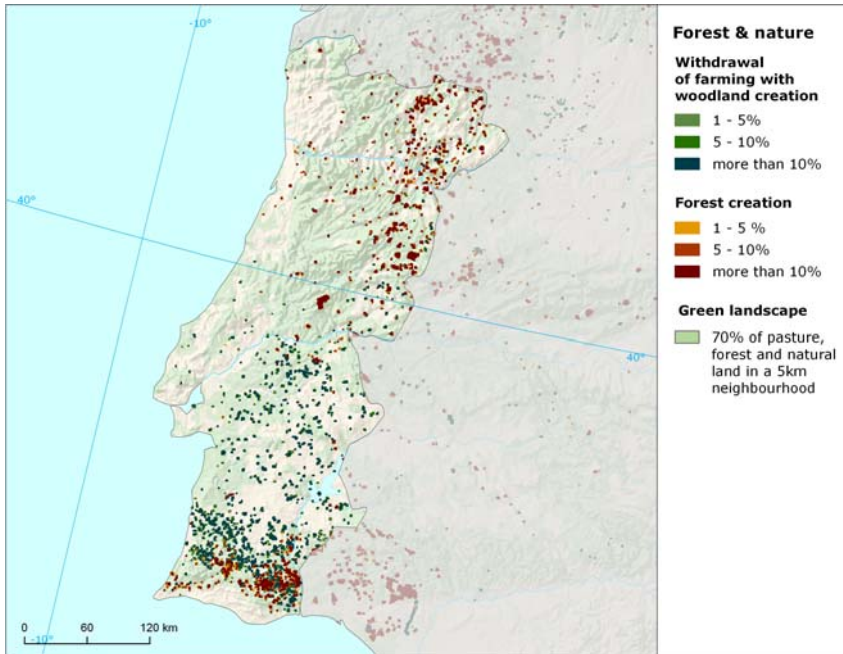 -10°
40°
40°
-10°
0 60 120 km
Forest & nature
Withdrawal
of farming with
woodland creation
1 - 5%
5 - 10%
more than 10%
Forest creation
1 - 5 %
5 - 10%
more than 10%
Green landscape
70% of pasture,
forest and natural
land in a 5km
neighbourhood